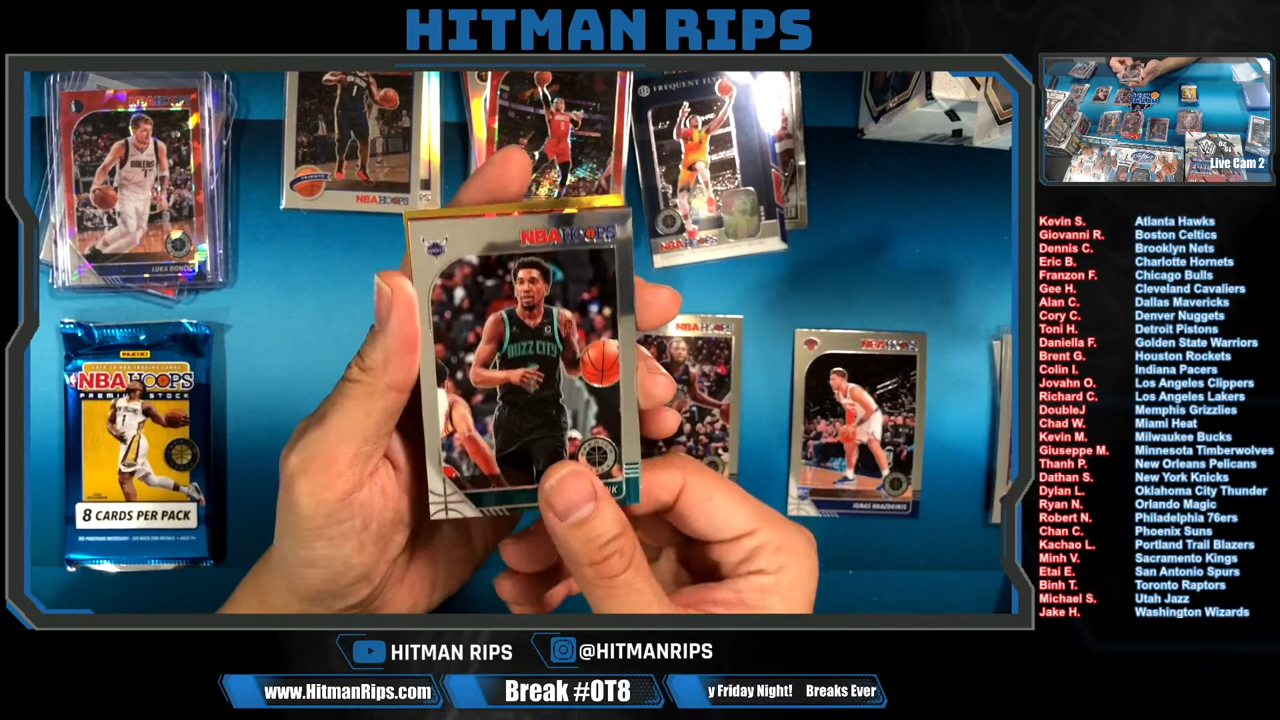 HITMAN RIPS
NBA HOOPS
LUKA DONCIC
NBA HOOPS
FREQUENT FLY
NBA HOOPS
NBA HOOPS
BUZZ CITY
NBA HOOPS
NBA HOOPS
IGNAS BRAZDEIKIS
PANINI
NBA HOOPS
PREMIUM STOCK
8 CARDS PER PACK
Live Cam 2
Kevin S. Atlanta Hawks
Giovanni R. Boston Celtics
Dennis C. Brooklyn Nets
Eric B. Charlotte Hornets
Franzon F. Chicago Bulls
Gee H. Cleveland Cavaliers
Alan C. Dallas Mavericks
Cory C. Denver Nuggets
Toni H. Detroit Pistons
Daniella F. Golden State Warriors
Brent G. Houston Rockets
Colin I. Indiana Pacers
Jovahn O. Los Angeles Clippers
Richard C. Los Angeles Lakers
DoubleJ Memphis Grizzlies
Chad W. Miami Heat
Kevin M. Milwaukee Bucks
Giuseppe M. Minnesota Timberwolves
Thanh P. New Orleans Pelicans
Dathan S. New York Knicks
Dylan L. Oklahoma City Thunder
Ryan N. Orlando Magic
Robert N. Philadelphia 76ers
Chan C. Phoenix Suns
Kachao L. Portland Trail Blazers
Minh V. Sacramento Kings
Etai E. San Antonio Spurs
Binh T. Toronto Raptors
Michael S. Utah Jazz
Jake H. Washington Wizards
HITMAN RIPS
@HITMANRIPS
www.HitmanRips.com
Break #OT8
y Friday Night! Breaks Ever